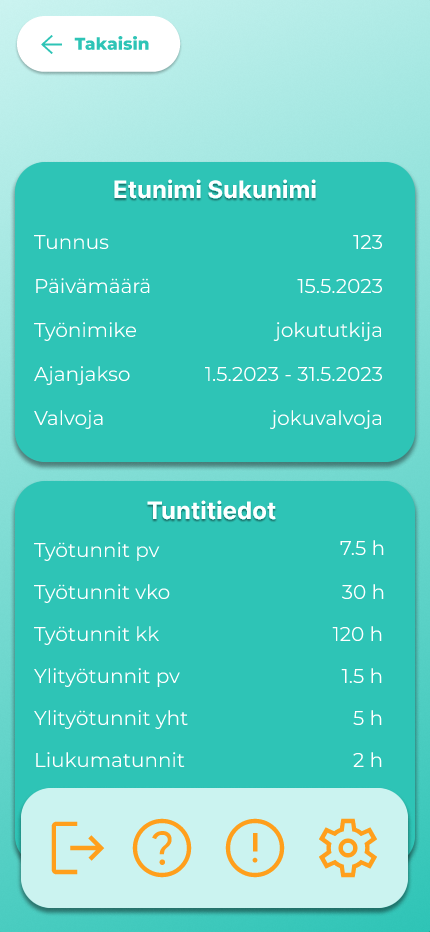 Takaisin
Etunimi Sukunimi
Tunnus 123
Päivämäärä 15.5.2023
Työnimike jokututkija
Ajanjakso 1.5.2023 - 31.5.2023
Valvoja jokuvalvoja
Tuntitiedot
Työtunnit pv 7.5 h
Työtunnit vko 30 h
Työtunnit kk 120 h
Ylityötunnit pv 1.5 h
Ylityötunnit yht 5 h
Liukumatunnit 2 h